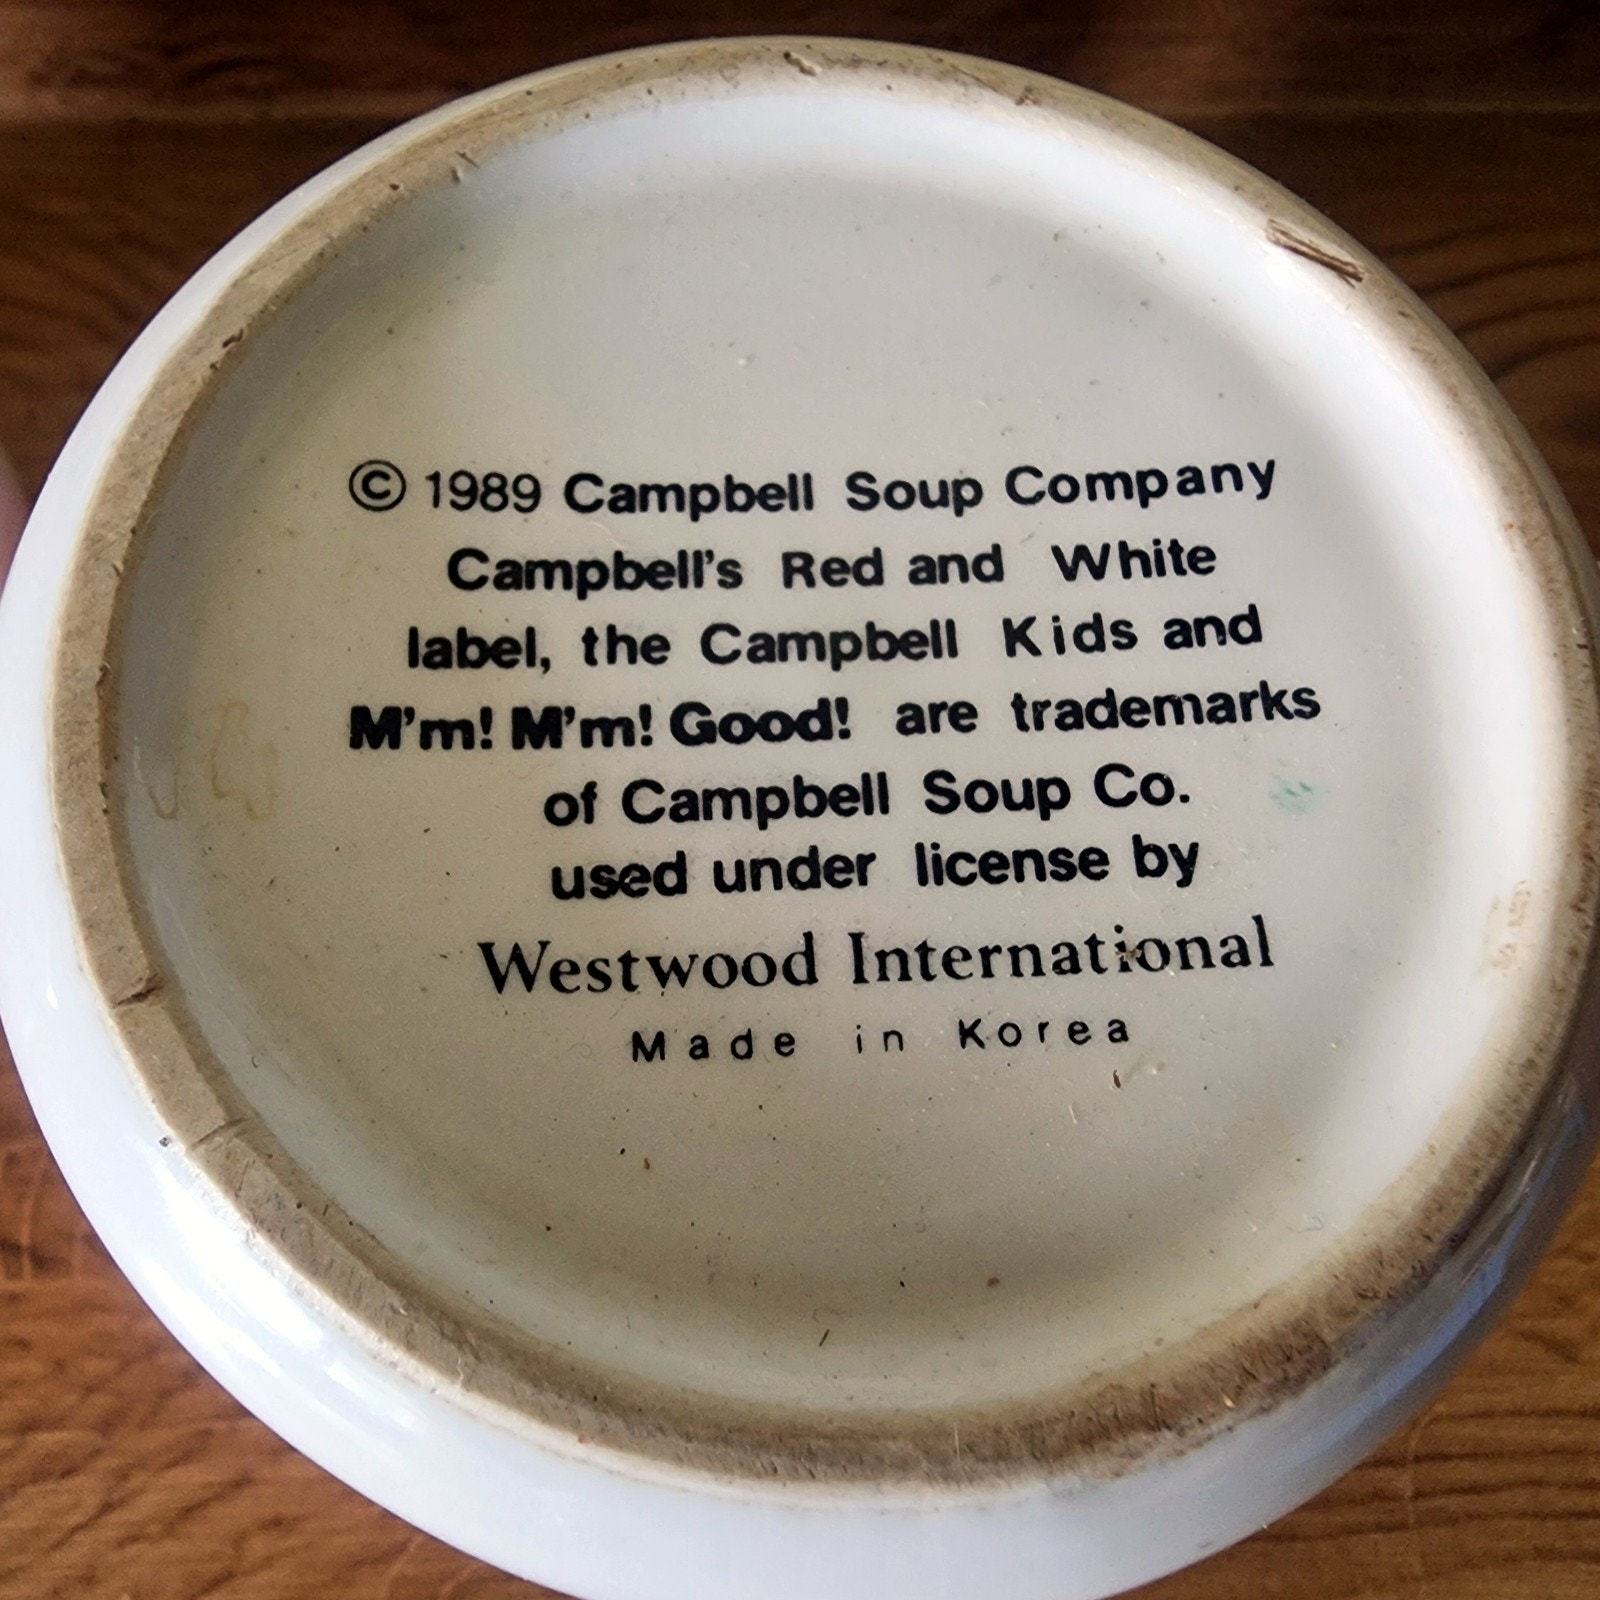 © 1989 Campbell Soup Company
Campbell's Red and White
label, the Campbell Kids and
M'm! M'm! Good! are trademarks
of Campbell Soup Co.
used under license by
Westwood International
Made in Korea